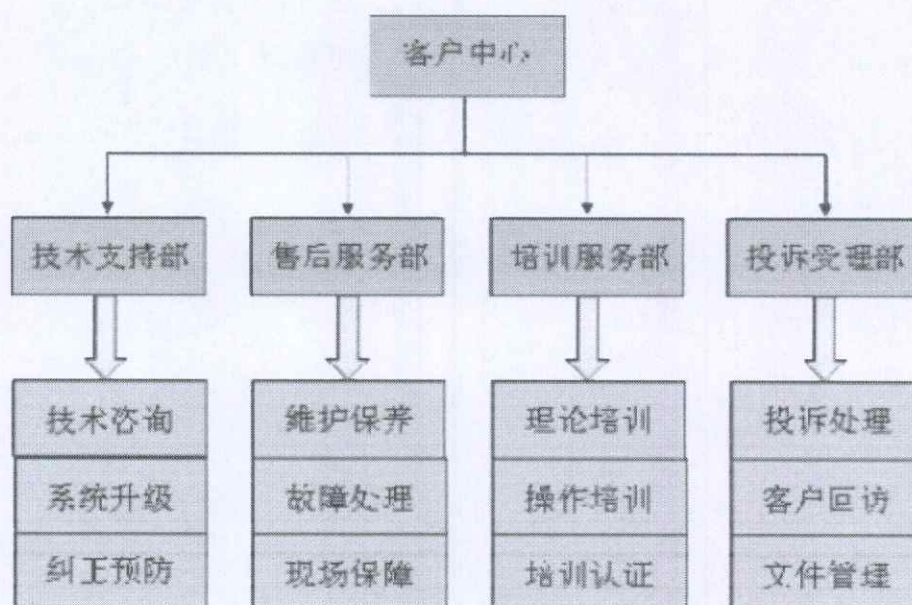 客户中心
技术支持部
售后服务部
培训服务部
投诉受理部
技术咨询
维护保养
理论培训
投诉处理
系统升级
故障处理
操作培训
客户回访
纠正预防
现场保障
培训认证
文件管理